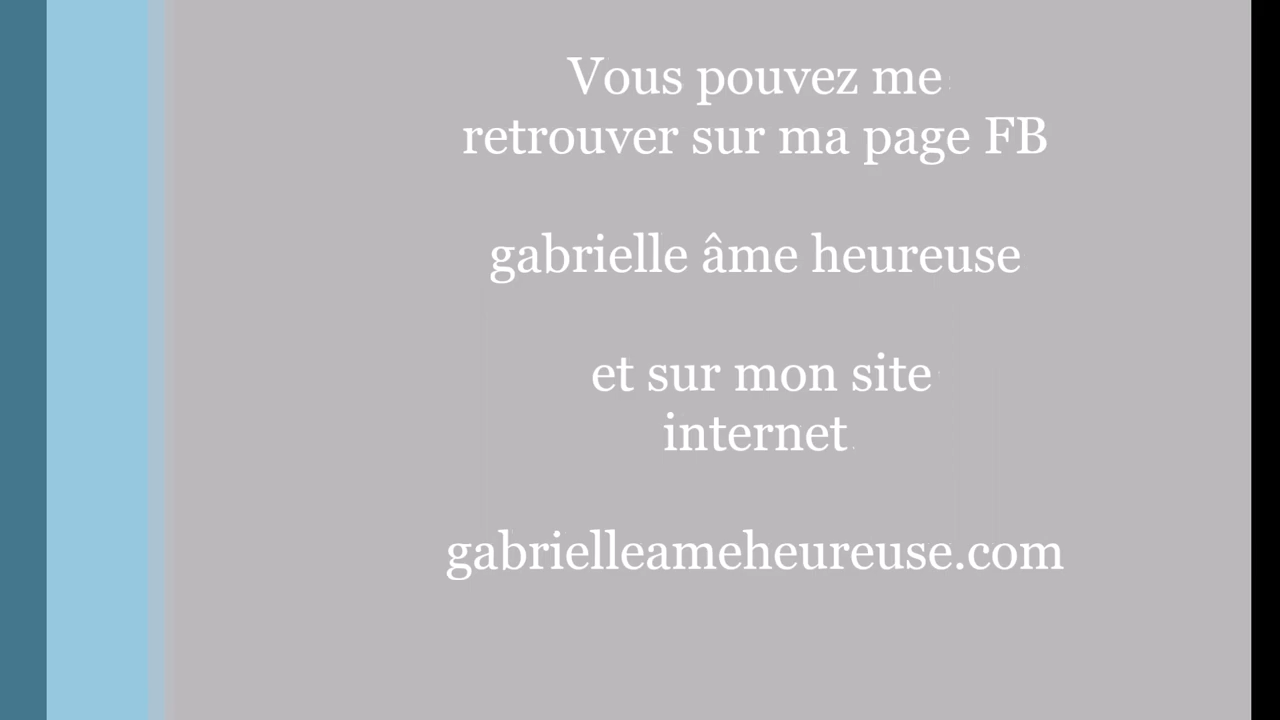 Vous pouvez me
retrouver sur ma page FB
gabrielle âme heureuse
et sur mon site
internet
gabrielleameheureuse.com